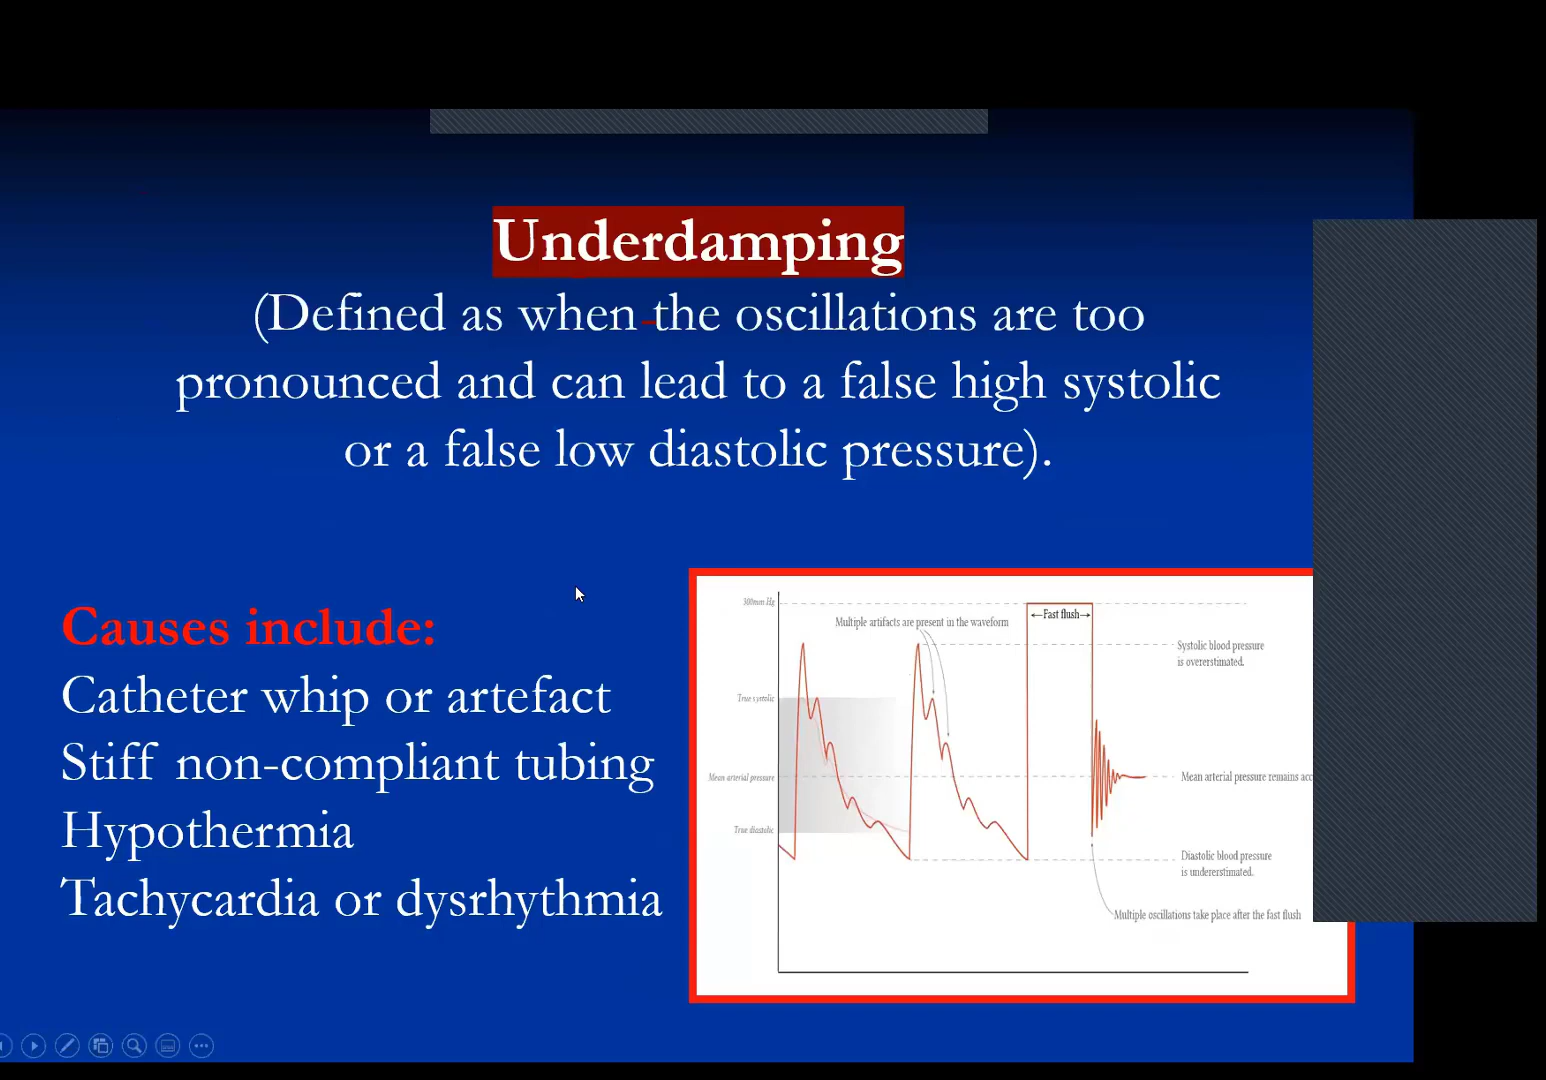 Underdamping
(Defined as when the oscillations are too
pronounced and can lead to a false high systolic
or a false low diastolic pressure).
Causes include:
Catheter whip or artefact
Stiff non-compliant tubing
Hypothermia
Tachycardia or dysrhythmia
300mm Hg
Fast flush
Multiple artifacts are present in the waveform
Systolic blood pressure
is overerstimated.
True systolic
Mean arterial pressure
Mean arterial pressure remains acc
True diastolic
Diastolic blood pressure
is undererstimated.
Multiple oscillations take place after the fast flush